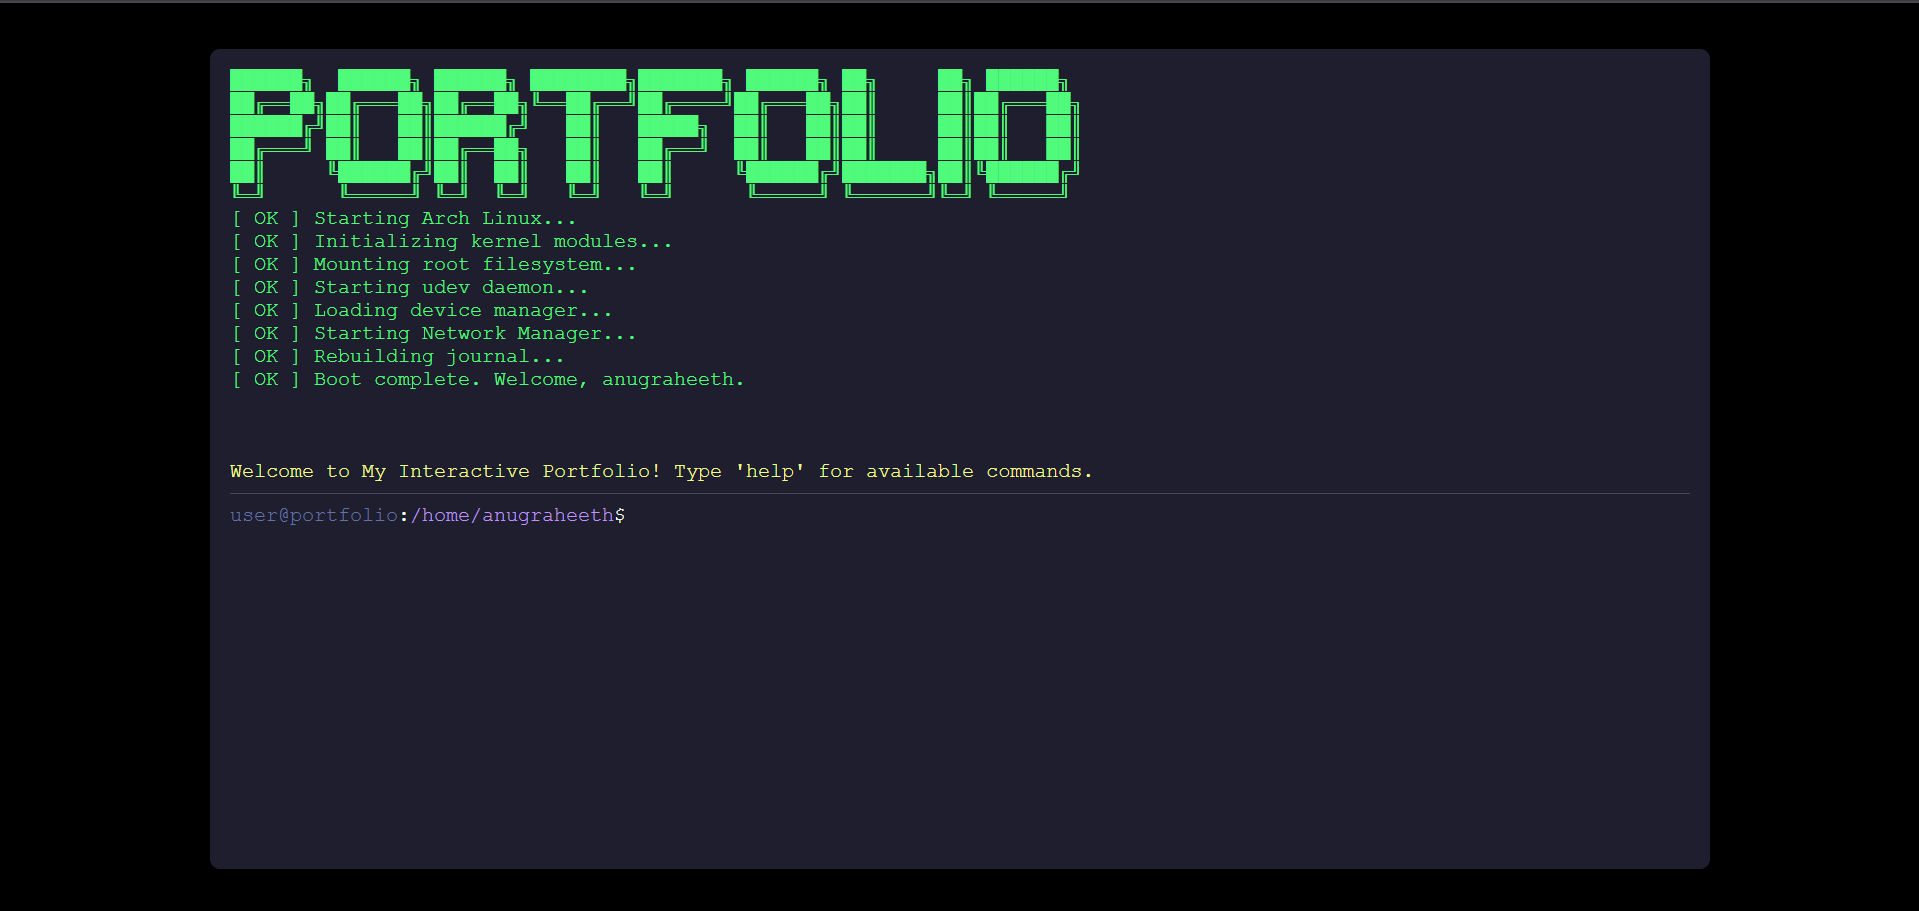 PORTFOLIO
[ OK ] Starting Arch Linux...
[ OK ] Initializing kernel modules...
[ OK ] Mounting root filesystem...
[ OK ] Starting udev daemon...
[ OK ] Loading device manager...
[ OK ] Starting Network Manager...
[ OK ] Rebuilding journal...
[ OK ] Boot complete. Welcome, anugraheeth.
Welcome to My Interactive Portfolio! Type 'help' for available commands.
user@portfolio:/home/anugraheeth$